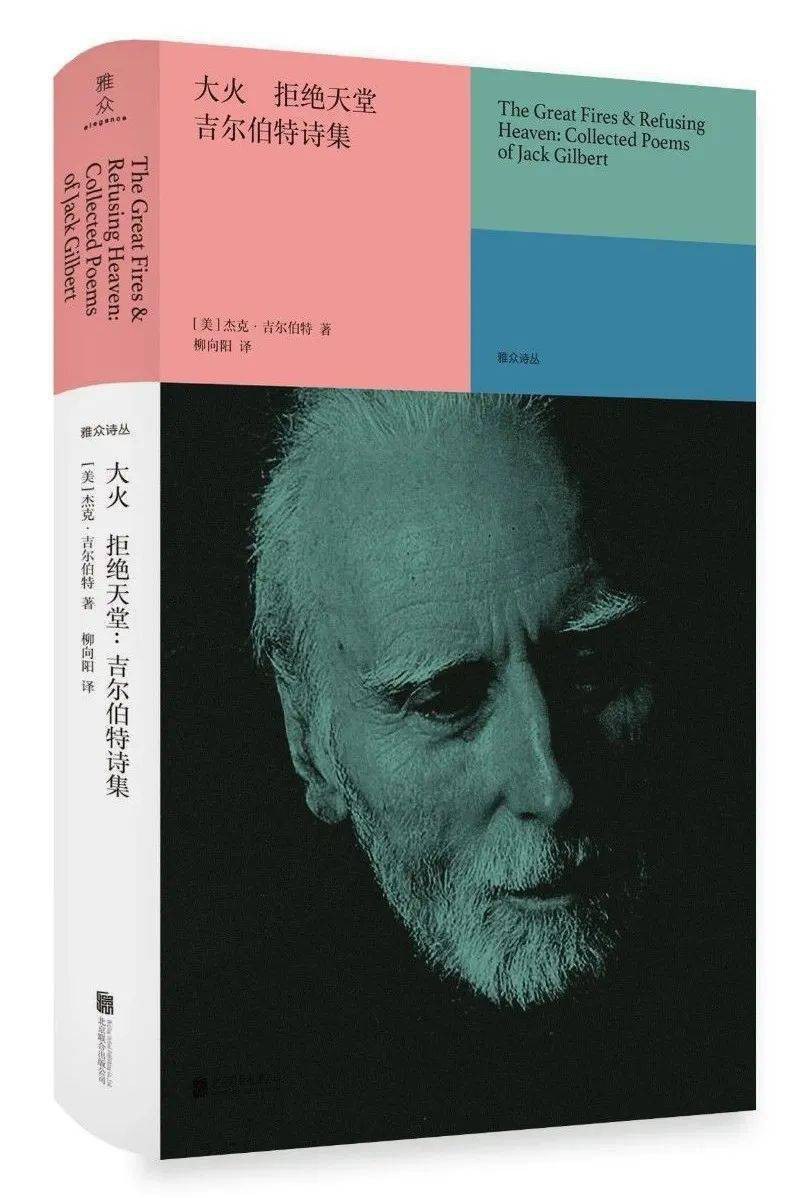 雅
众
elegance
The Great Fires &
Refusing Heaven:
Collected Poems
of Jack Gilbert
雅众诗丛
大火 拒绝天堂：吉尔伯特诗集
[美]杰克·吉尔伯特 著
柳向阳 译
北京联合出版公司
大火 拒绝天堂
吉尔伯特诗集
[美]杰克·吉尔伯特 著
柳向阳 译
The Great Fires & Refusing
Heaven: Collected Poems
of Jack Gilbert
雅众诗丛